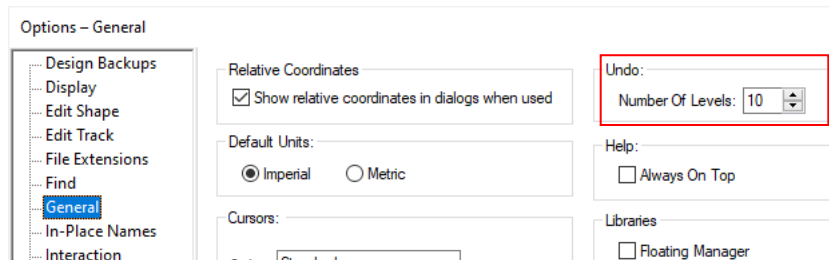 Options – General
Design Backups
Display
Edit Shape
Edit Track
File Extensions
Find
General
In-Place Names
Interaction
Relative Coordinates
Show relative coordinates in dialogs when used
Default Units:
Imperial Metric
Cursors:
Undo:
Number Of Levels: 10
Help:
Always On Top
Libraries
Floating Manager